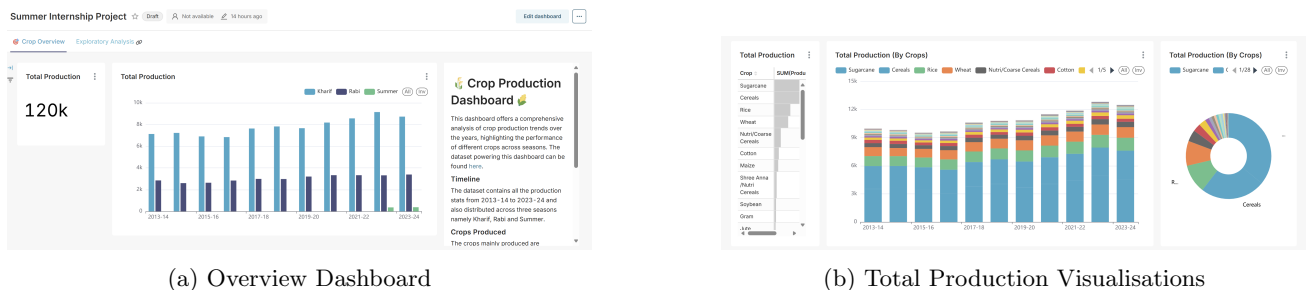 Summer Internship Project Draft Not available 14 hours ago Edit dashboard
Crop Overview Exploratory Analysis
Total Production
120k
Total Production
Kharif Rabi Summer All Inv
10k
8k
6k
4k
2k
0
2013-14 2015-16 2017-18 2019-20 2021-22 2023-24
Crop Production
Dashboard
This dashboard offers a comprehensive
analysis of crop production trends over
the years, highlighting the performance
of different crops across seasons. The
dataset powering this dashboard can be
found here.
Timeline
The dataset contains all the production
stats from 2013-14 to 2023-24 and
also distributed across three seasons
namely Kharif, Rabi and Summer.
Crops Produced
The crops mainly produced are
(a) Overview Dashboard
Total Production
Crop SUM(Produ
Sugarcane
Cereals
Rice
Wheat
Nutri/Coarse
Cereals
Cotton
Maize
Shree Anna
/Nutri
Cereals
Soybean
Gram
Jute
Total Production (By Crops)
Sugarcane Cereals Rice Wheat Nutri/Coarse Cereals Cotton 1/5 All Inv
15k
12k
9k
6k
3k
0
2013-14 2015-16 2017-18 2019-20 2021-22 2023-24
Total Production (By Crops)
Sugarcane C 1/28 All Inv
R...
Cereals
(b) Total Production Visualisations